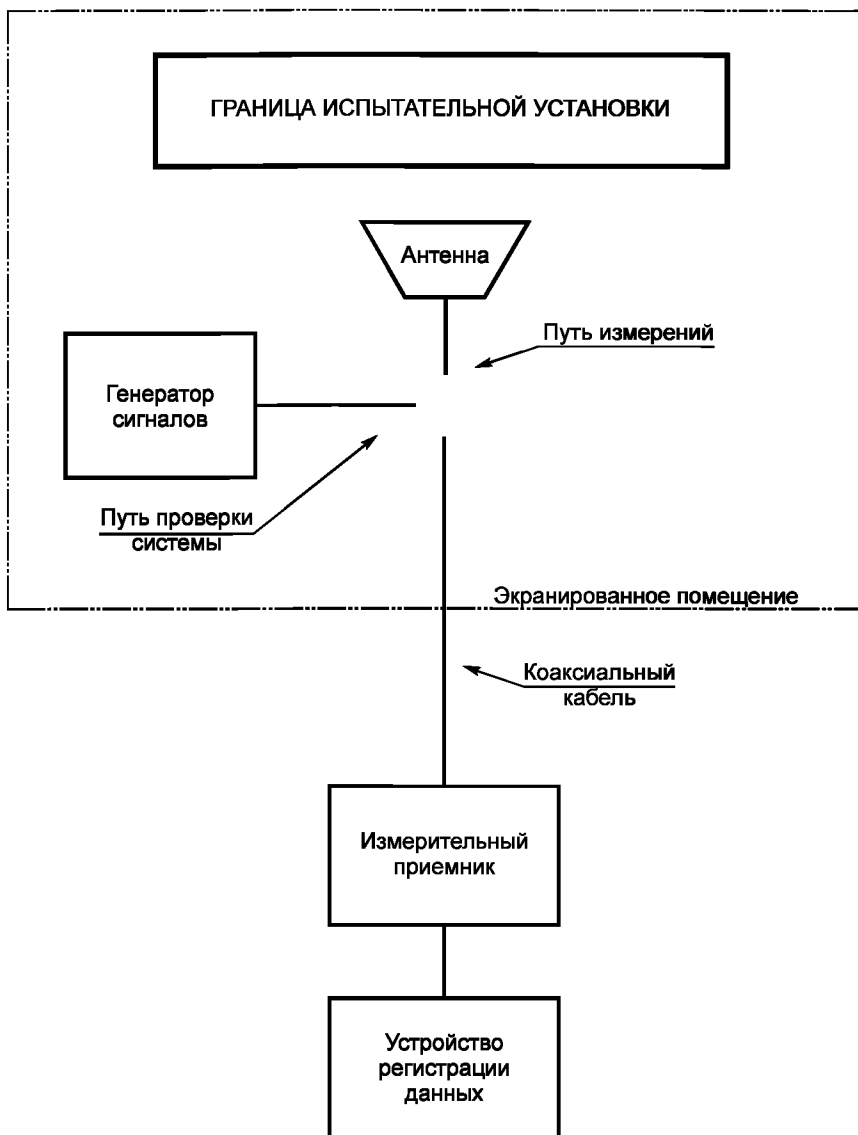 ГРАНИЦА ИСПЫТАТЕЛЬНОЙ УСТАНОВКИ
Антенна
Путь измерений
Генератор
сигналов
Путь проверки
системы
Экранированное помещение
Коаксиальный
кабель
Измерительный
приемник
Устройство
регистрации
данных